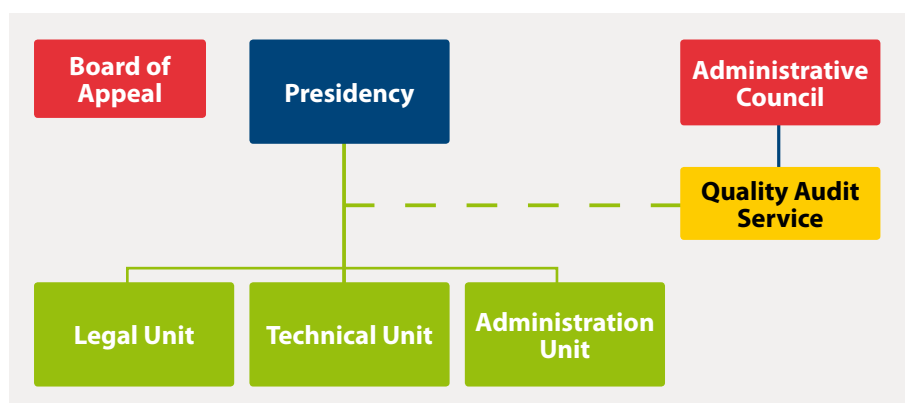 Board of
Appeal
Presidency
Administrative
Council
Quality Audit
Service
Legal Unit
Technical Unit
Administration
Unit